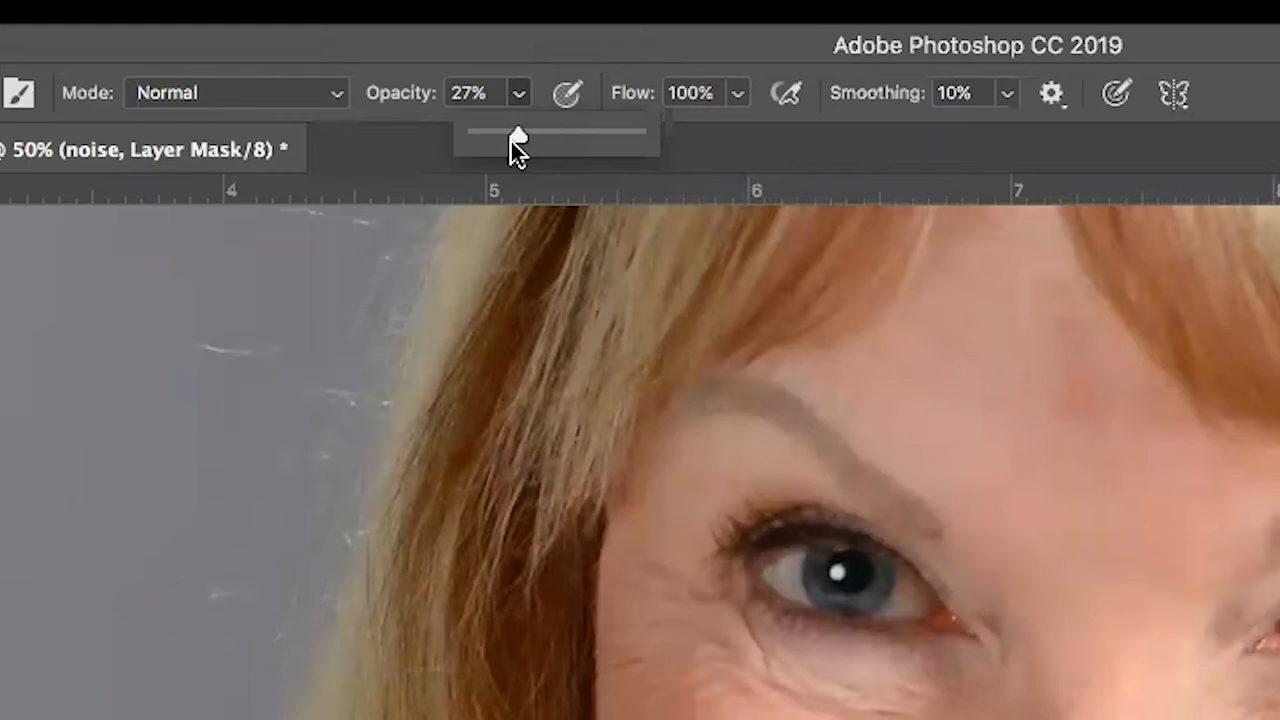 Adobe Photoshop CC 2019
Mode: Normal Opacity: 27% Flow: 100% Smoothing: 10%
@ 50% (noise, Layer Mask/8) *
4 5 6 7